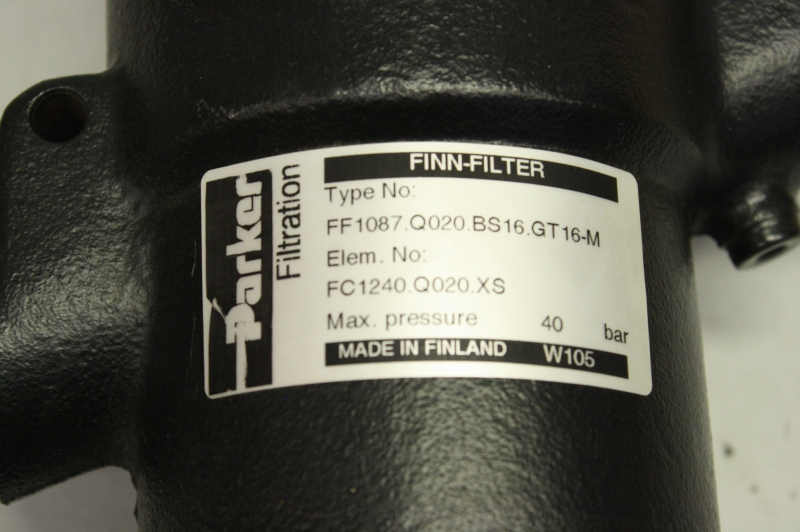 Parker
Filtration
FINN-FILTER
Type No:
FF1087.Q020.BS16.GT16-M
Elem. No:
FC1240.Q020.XS
Max. pressure 40 bar
MADE IN FINLAND W105